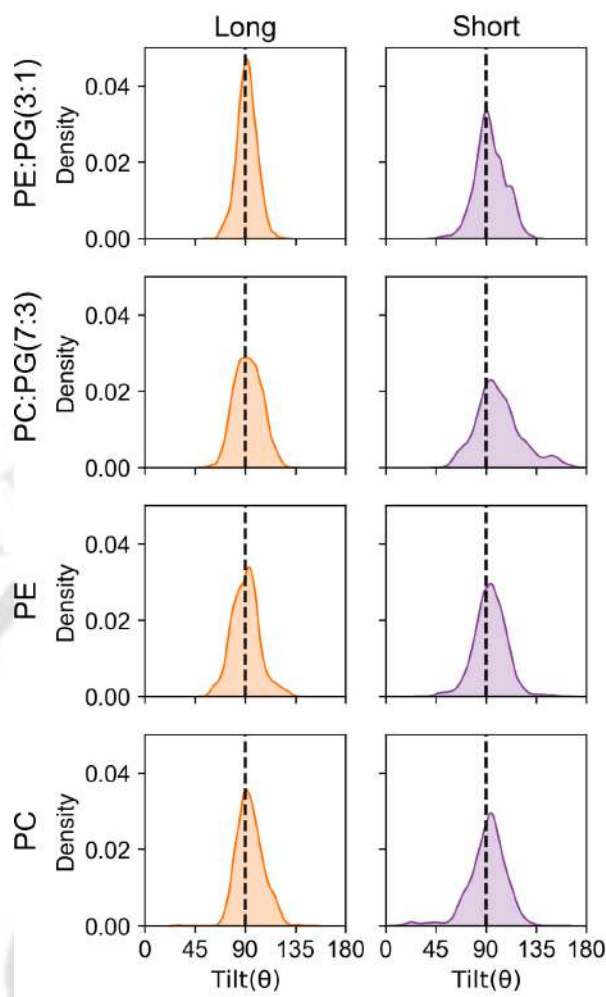 Long Short
PE:PG(3:1)
Density
0.04
0.02
0.00
PC:PG(7:3)
Density
0.04
0.02
0.00
PE
Density
0.04
0.02
0.00
PC
Density
0.04
0.02
0.00
0 45 90 135 180 0 45 90 135 180
Tilt(θ) Tilt(θ)